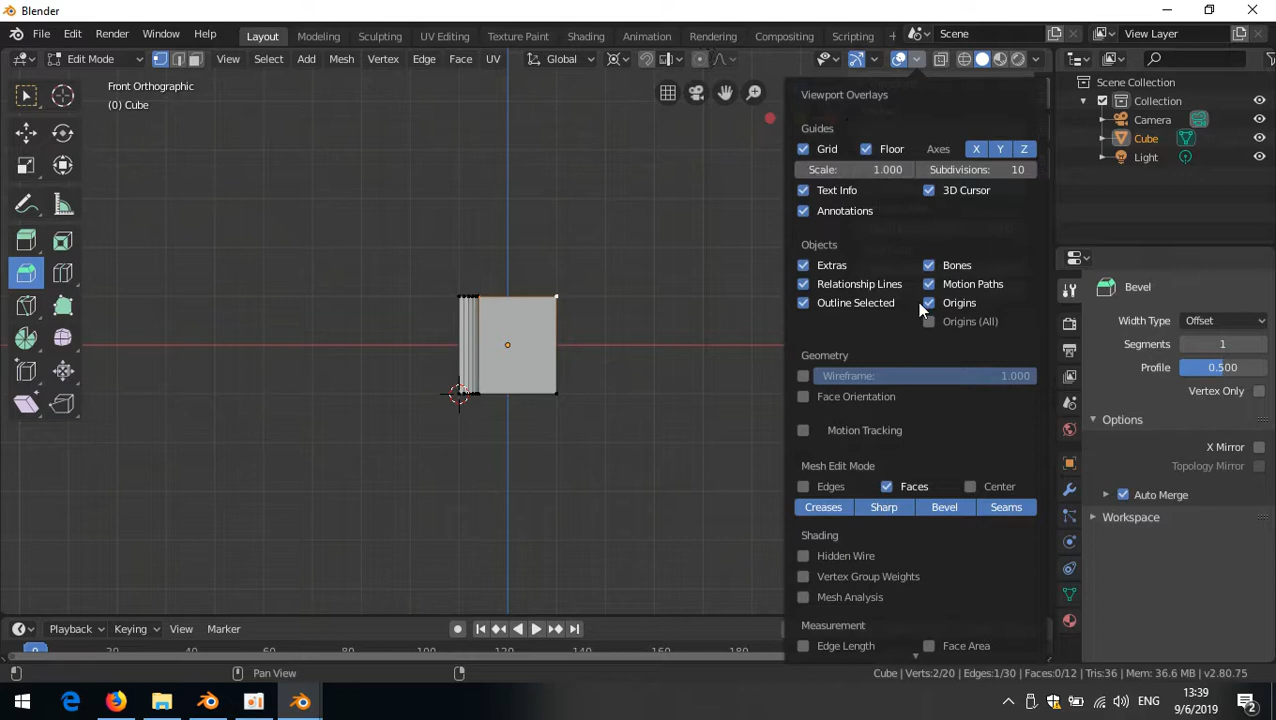 Blender
File Edit Render Window Help Layout Modeling Sculpting UV Editing Texture Paint Shading Animation Rendering Compositing Scripting + Scene View Layer
Edit Mode View Select Add Mesh Vertex Edge Face UV Global
Front Orthographic
(0) Cube
Viewport Overlays
Guides
Grid Floor Axes X Y Z
Scale: 1.000 Subdivisions: 10
Text Info 3D Cursor
Annotations
Objects
Extras Bones
Relationship Lines Motion Paths
Outline Selected Origins
Origins (All)
Geometry
Wireframe: 1.000
Face Orientation
Motion Tracking
Mesh Edit Mode
Edges Faces Center
Creases Sharp Bevel Seams
Shading
Hidden Wire
Vertex Group Weights
Mesh Analysis
Measurement
Edge Length Face Area
Scene Collection
Collection
Camera
Cube
Light
Bevel
Width Type Offset
Segments 1
Profile 0.500
Vertex Only
Options
X Mirror
Topology Mirror
Auto Merge
Workspace
Playback Keying View Marker
0 20 40 60 80 100 120 140 160 180
Pan View
Cube | Verts:2/20 | Edges:1/30 | Faces:0/12 | Tris:36 | Mem: 36.6 MB | v2.80.75
ENG
13:39
9/6/2019
2